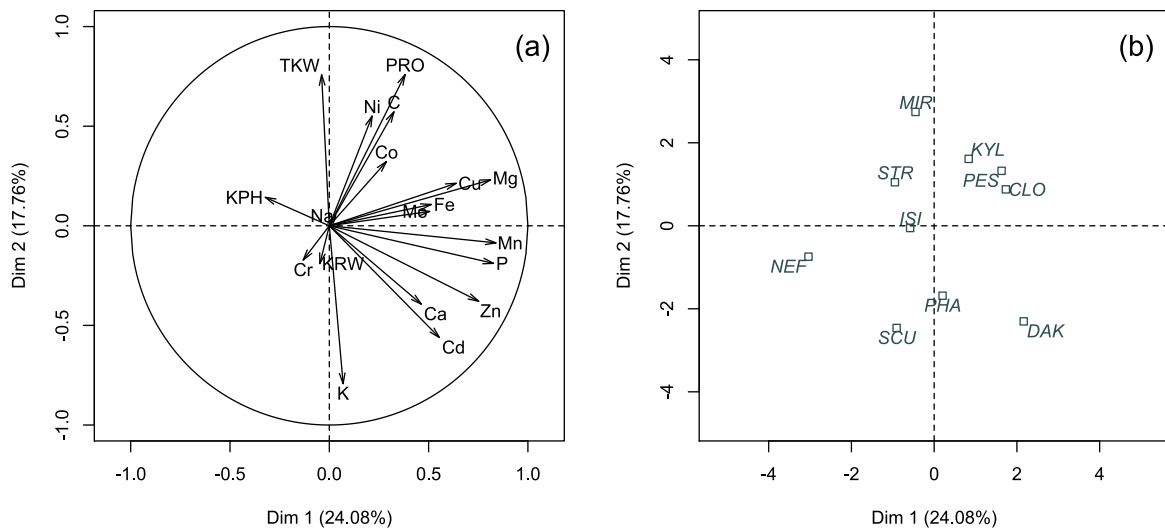 (a)
1.0
0.5
0.0
-0.5
-1.0
Dim 2 (17.76%)
TKW
PRO
Ni
C
Co
Cu
Mg
KPH
Na
Fe
Mo
Mn
Cr
KRW
P
Ca
Zn
Cd
K
-1.0 -0.5 0.0 0.5 1.0
Dim 1 (24.08%)
(b)
4
2
0
-2
-4
Dim 2 (17.76%)
MIR
KYL
STR
PES
CLO
ISI
NEF
PHA
SCU
DAK
-4 -2 0 2 4
Dim 1 (24.08%)